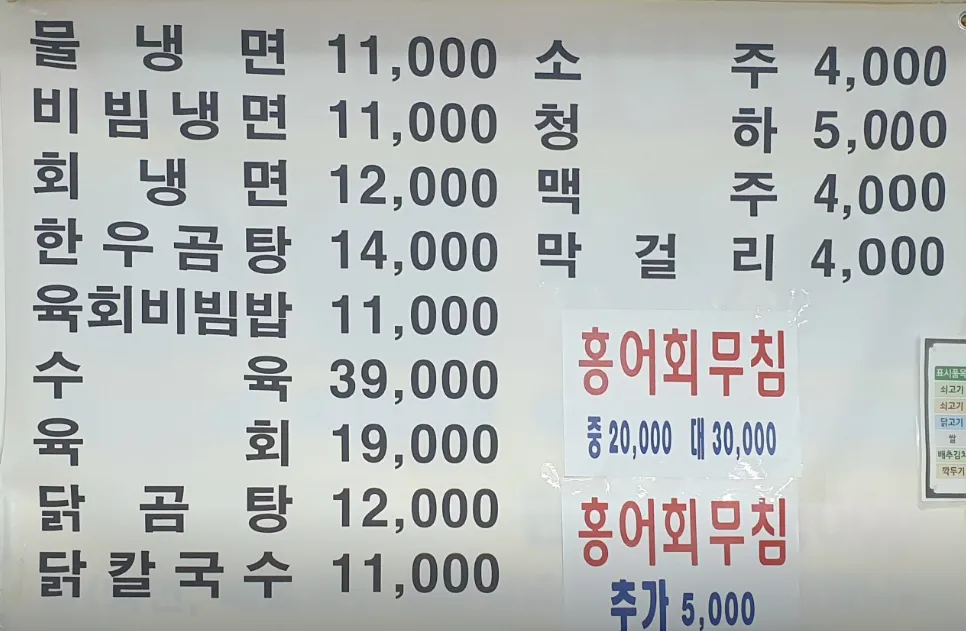 물냉면 11,000
비빔냉면 11,000
회냉면 12,000
한우곰탕 14,000
육회비빔밥 11,000
수육 39,000
육회 19,000
닭곰탕 12,000
닭칼국수 11,000
소주 4,000
청하 5,000
맥주 4,000
막걸리 4,000
홍어회무침
중 20,000 대 30,000
홍어회무침
추가 5,000
표시품목
쇠고기
쇠고기
닭고기
쌀
배추김치
깍두기